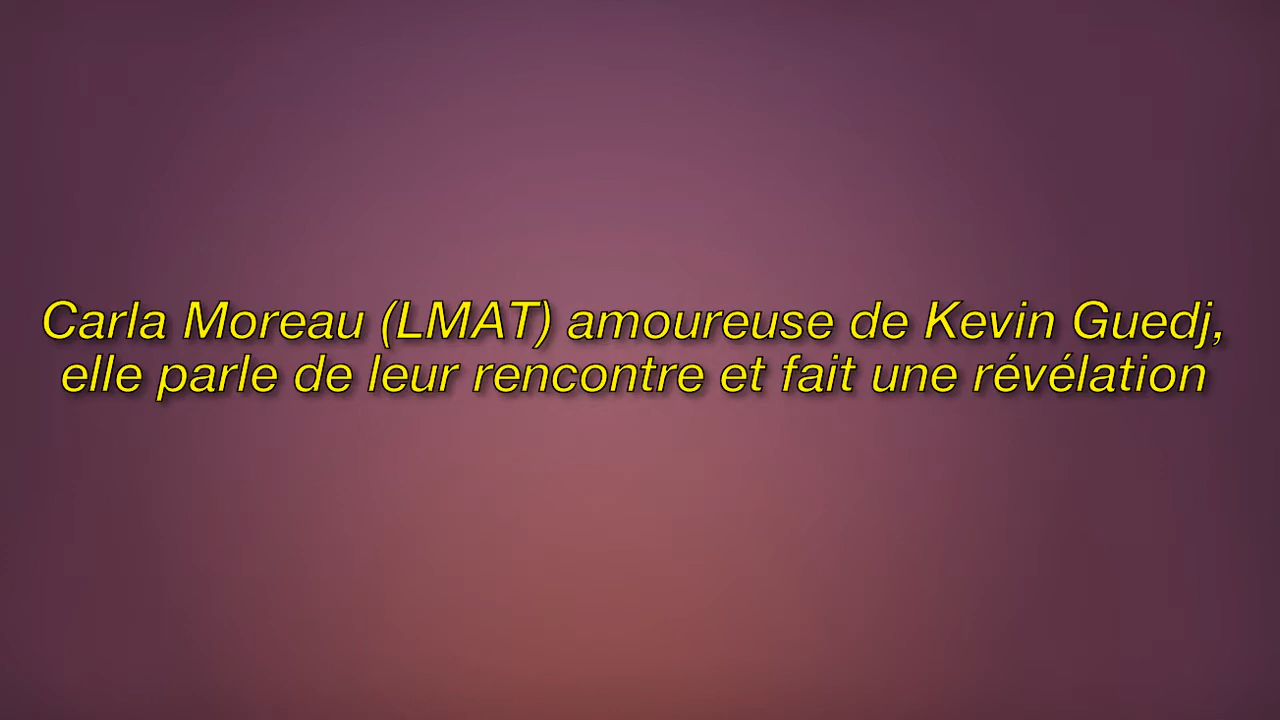 Carla Moreau (LMAT) amoureuse de Kevin Guedj,
elle parle de leur rencontre et fait une révélation